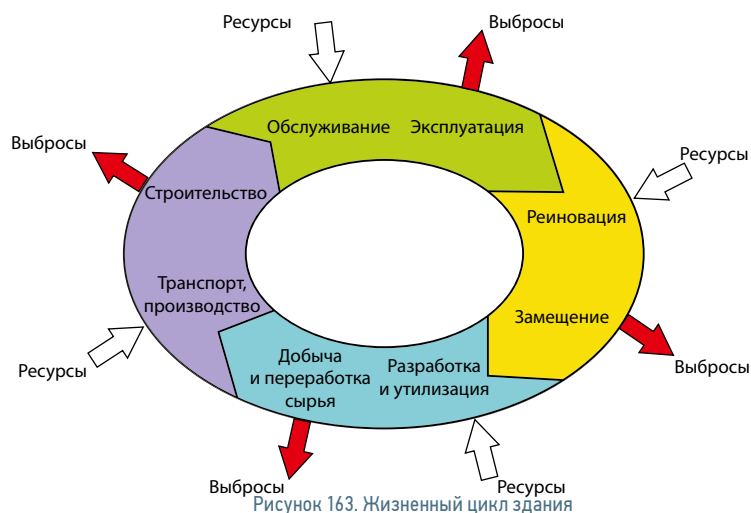 Ресурсы
Выбросы
Обслуживание
Эксплуатация
Выбросы
Ресурсы
Строительство
Реиновация
Транспорт,
производство
Замещение
Добыча
и переработка
сырья
Разработка
и утилизация
Ресурсы
Выбросы
Выбросы
Ресурсы
Рисунок 163. Жизненный цикл здания